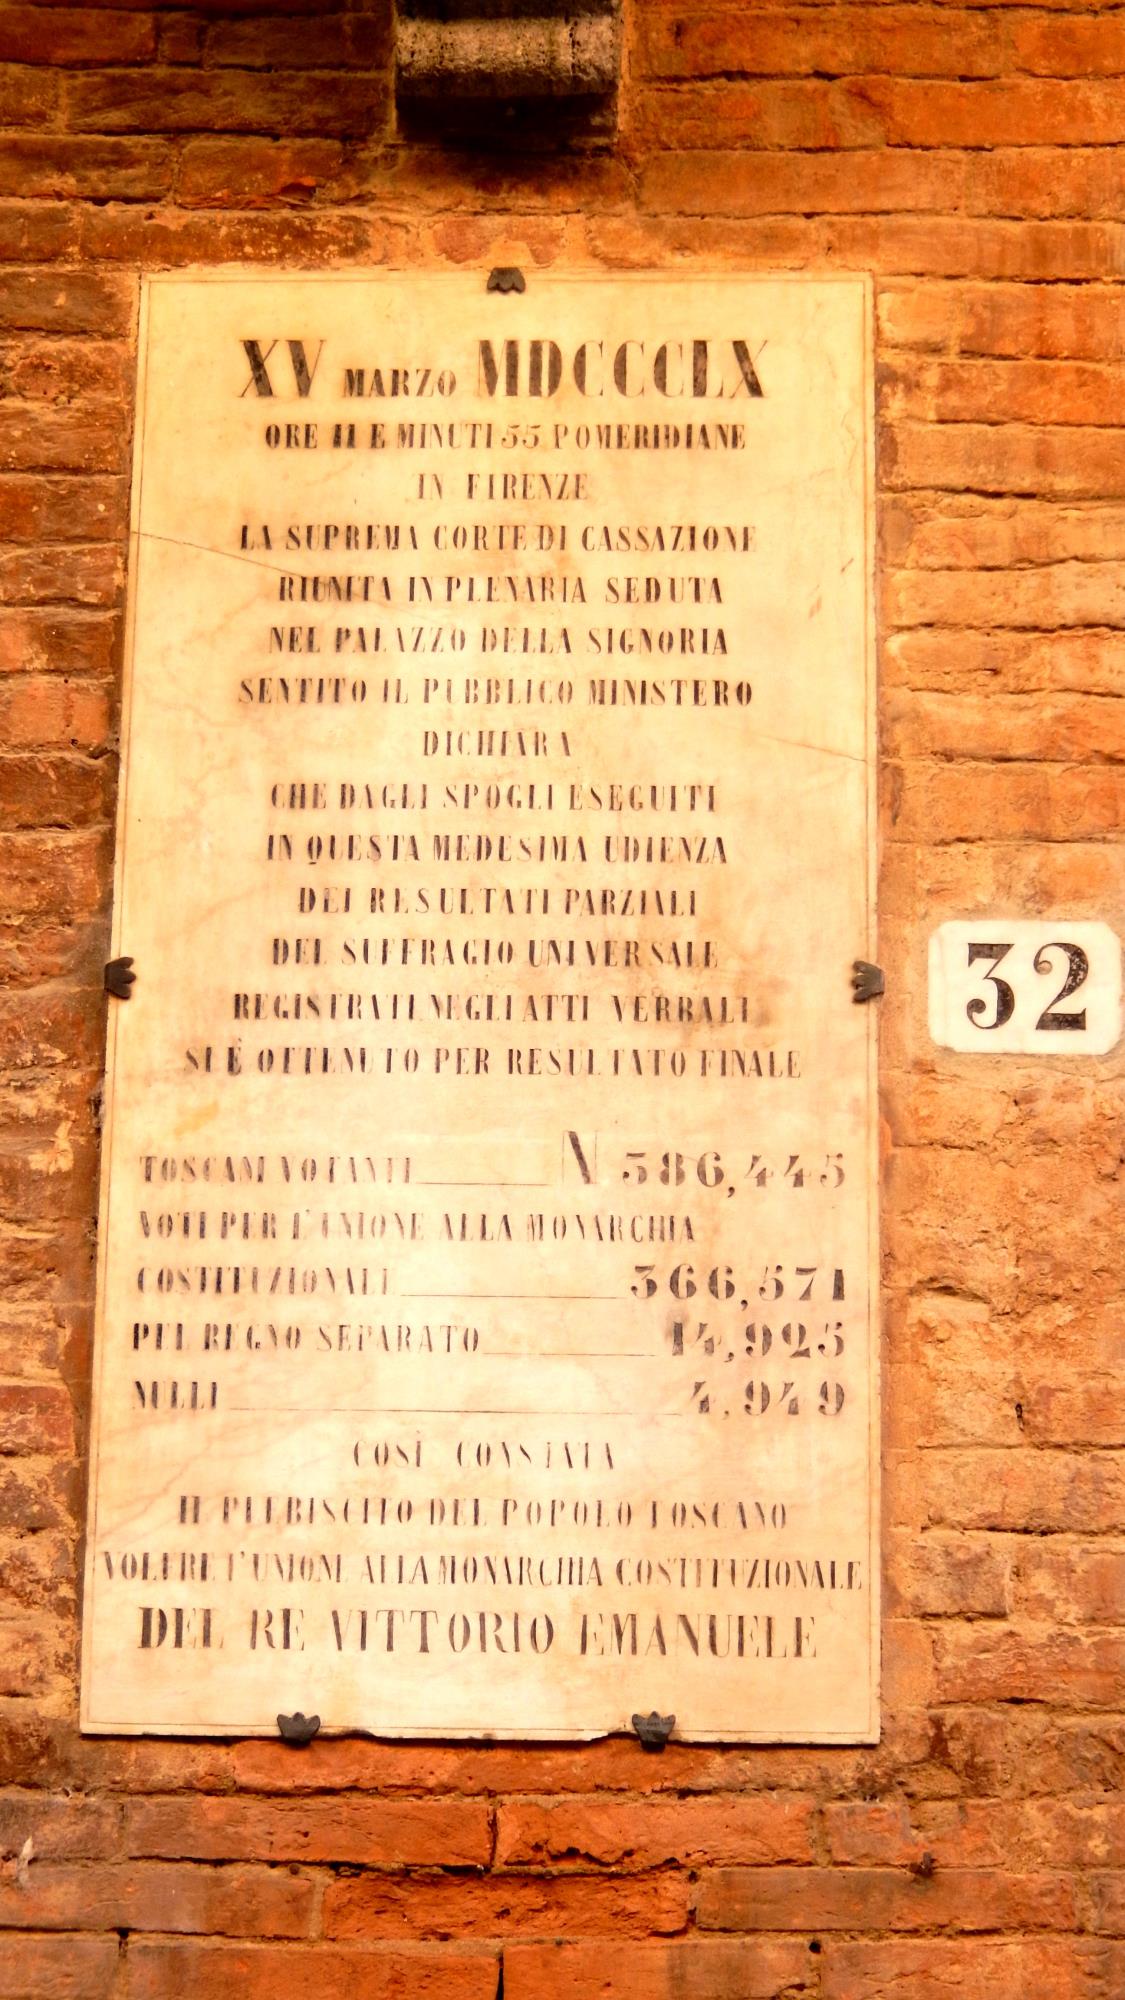 XV MARZO MDCCCLX
ORE 11 E MINUTI 55 POMERIDIANE
IN FIRENZE
LA SUPREMA CORTE DI CASSAZIONE
RIUNITA IN PLENARIA SEDUTA
NEL PALAZZO DELLA SIGNORIA
SENTITO IL PUBBLICO MINISTERO
DICHIARA
CHE DAGLI SPOGLI ESEGUITI
IN QUESTA MEDESIMA UDIENZA
DEI RESULTATI PARZIALI
DEL SUFFRAGIO UNIVERSALE
REGISTRATI NEGLI ATTI VERBALI
SI È OTTENUTO PER RESULTATO FINALE
TOSCANI VOTANTI N 386,445
VOTI PER L'UNIONE ALLA MONARCHIA
COSTITUZIONALE 366,571
PEL REGNO SEPARATO 14,925
NULLI 4,949
COSÌ CONSTATA
IL PLEBISCITO DEL POPOLO TOSCANO
VOLERE L'UNIONE ALLA MONARCHIA COSTITUZIONALE
DEL RE VITTORIO EMANUELE
32